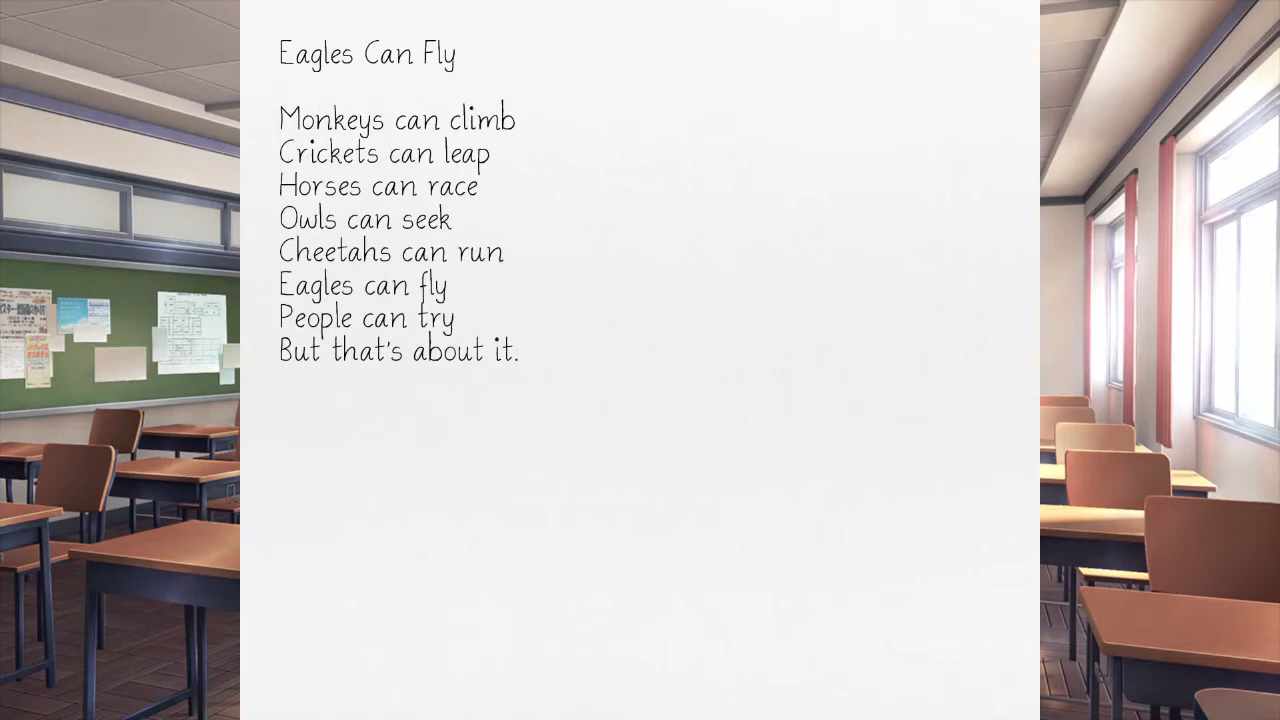 Eagles Can Fly
Monkeys can climb
Crickets can leap
Horses can race
Owls can seek
Cheetahs can run
Eagles can fly
People can try
But that's about it.